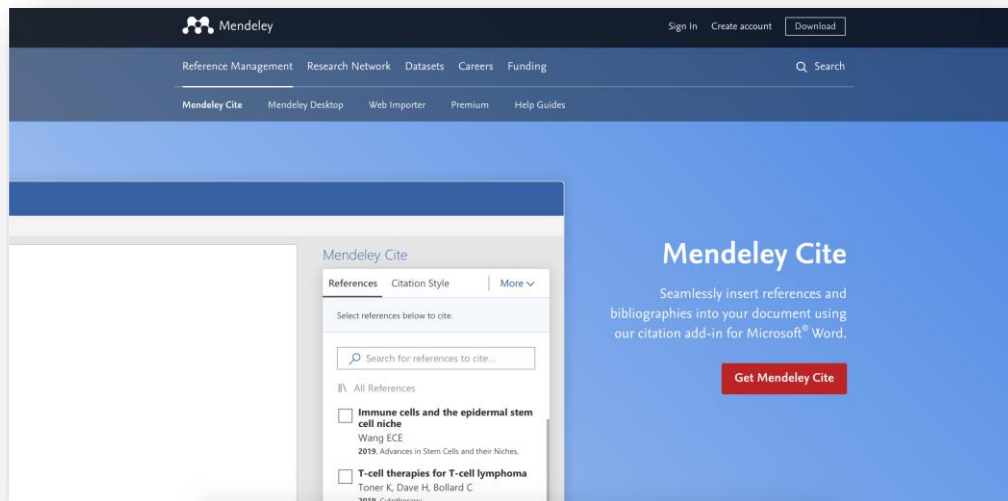 Mendeley
Sign In Create account Download
Reference Management Research Network Datasets Careers Funding Search
Mendeley Cite Mendeley Desktop Web Importer Premium Help Guides
Mendeley Cite
References Citation Style More
Select references below to cite.
Search for references to cite...
All References
Immune cells and the epidermal stem
cell niche
Wang ECE
2019, Advances in Stem Cells and their Niches,
T-cell therapies for T-cell lymphoma
Toner K, Dave H, Bollard C
2019, Cytotherapy
Mendeley Cite
Seamlessly insert references and
bibliographies into your document using
our citation add-in for Microsoft® Word.
Get Mendeley Cite